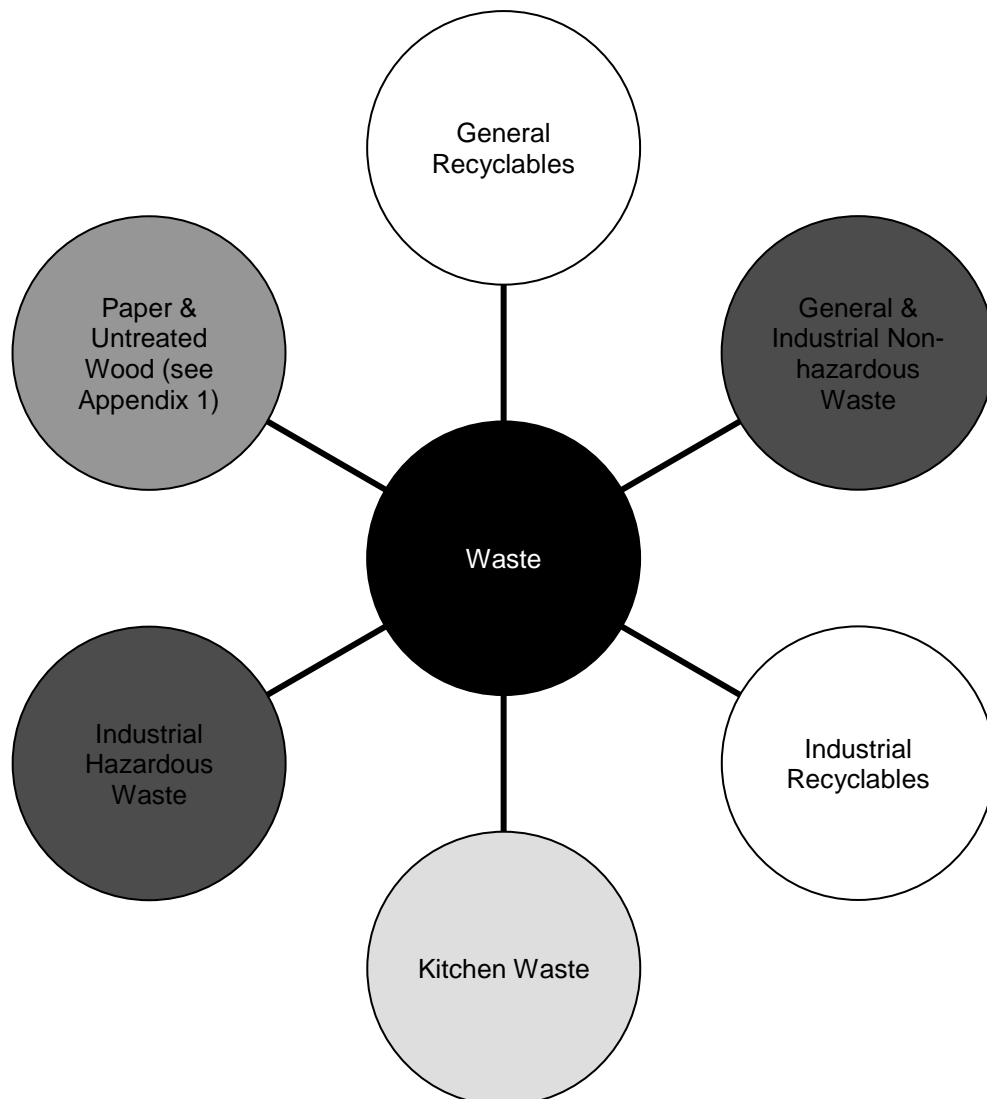 General
Recyclables
Paper &
Untreated
Wood (see
Appendix 1)
General &
Industrial Non-
hazardous
Waste
Waste
Industrial
Hazardous
Waste
Industrial
Recyclables
Kitchen Waste